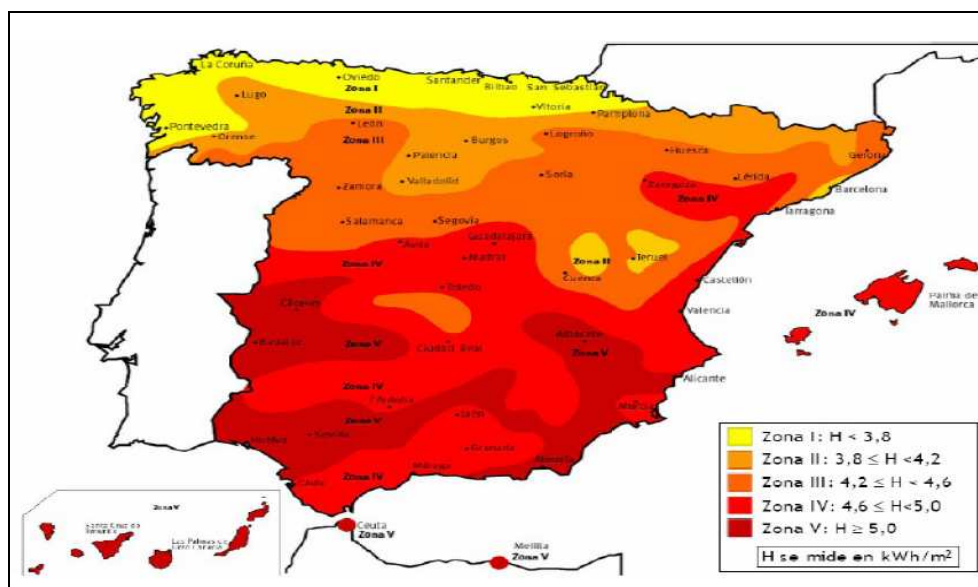 La Coruña
Oviedo
Santander
Bilbao
San Sebastián
Zona I
Lugo
Vitoria
Pamplona
Zona II
Pontevedra
Orense
León
Logroño
Zona III
Burgos
Huesca
Gerona
Palencia
Valladolid
Soria
Lérida
Zaragoza
Barcelona
Zamora
Zona IV
Tarragona
Salamanca
Segovia
Guadalajara
Ávila
Madrid
Zona IV
Zona II
Teruel
Cuenca
Castellón
Toledo
Palma de
Mallorca
Cáceres
Valencia
Zona IV
Albacete
Badajoz
Zona V
Ciudad Real
Zona V
Alicante
Zona IV
Córdoba
Murcia
Jaén
Zona V
Sevilla
Huelva
Granada
Almería
Málaga
Zona IV
Cádiz
Zona V
Santa Cruz de
Tenerife
Las Palmas de
Gran Canaria
Ceuta
Zona V
Melilla
Zona V
Zona I: H < 3,8
Zona II: 3,8 ≤ H <4,2
Zona III: 4,2 ≤ H < 4,6
Zona IV: 4,6 ≤ H<5,0
Zona V: H ≥ 5,0
H se mide en kWh/m²